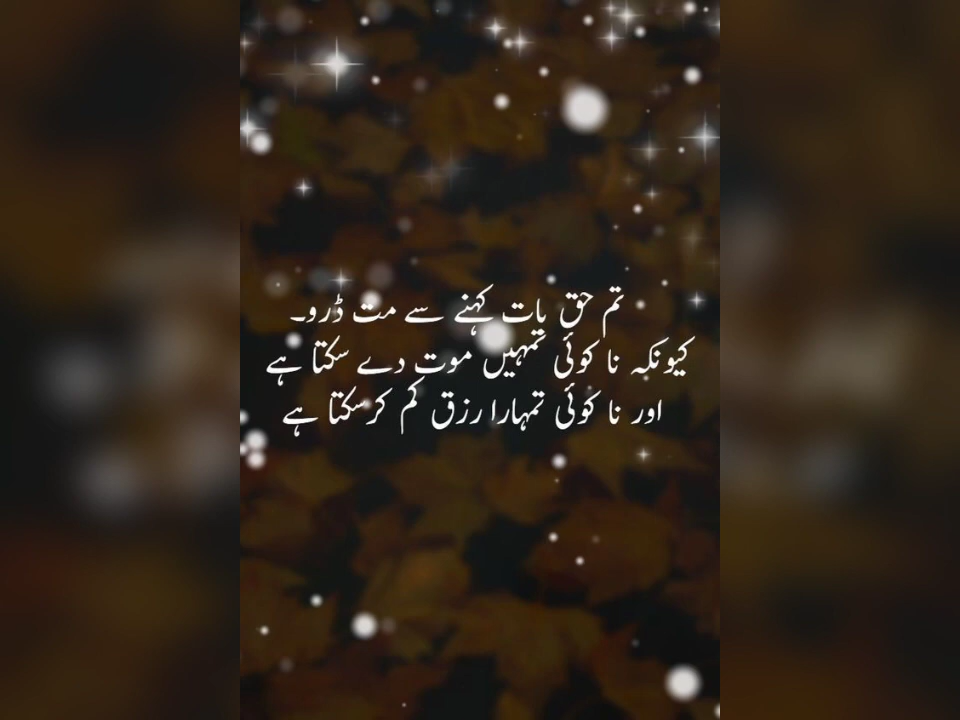 تم حق بات کہنے سے مت ڈرو۔
کیونکہ نا کوئی تمہیں موت دے سکتا ہے
اور نا کوئی تمہارا رزق کم کر سکتا ہے